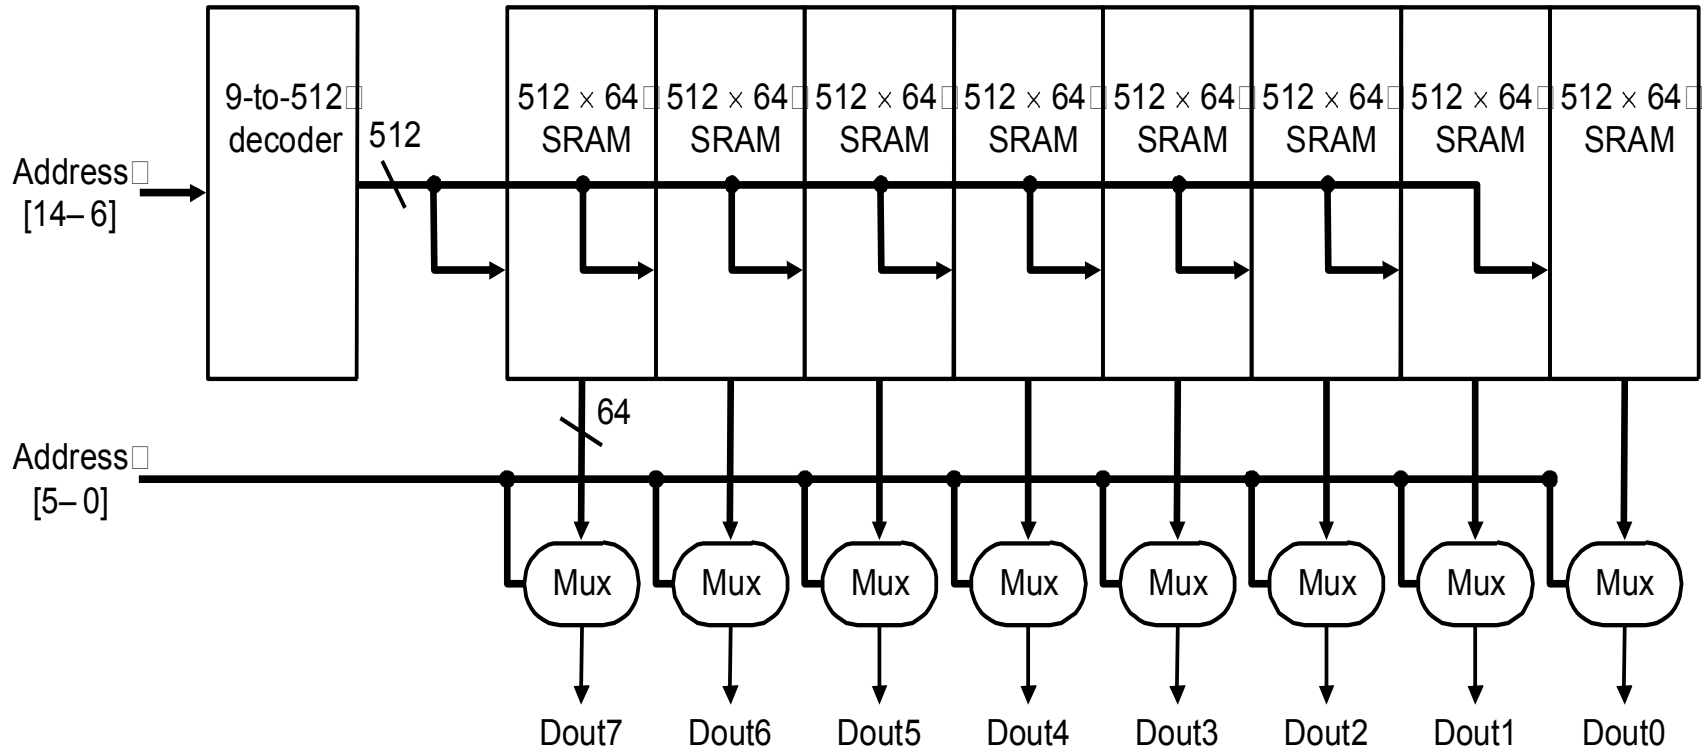 9-to-512
decoder
512
Address
[14–6]
512 × 64
SRAM
512 × 64
SRAM
512 × 64
SRAM
512 × 64
SRAM
512 × 64
SRAM
512 × 64
SRAM
512 × 64
SRAM
512 × 64
SRAM
64
Address
[5–0]
Mux
Mux
Mux
Mux
Mux
Mux
Mux
Mux
Dout7
Dout6
Dout5
Dout4
Dout3
Dout2
Dout1
Dout0